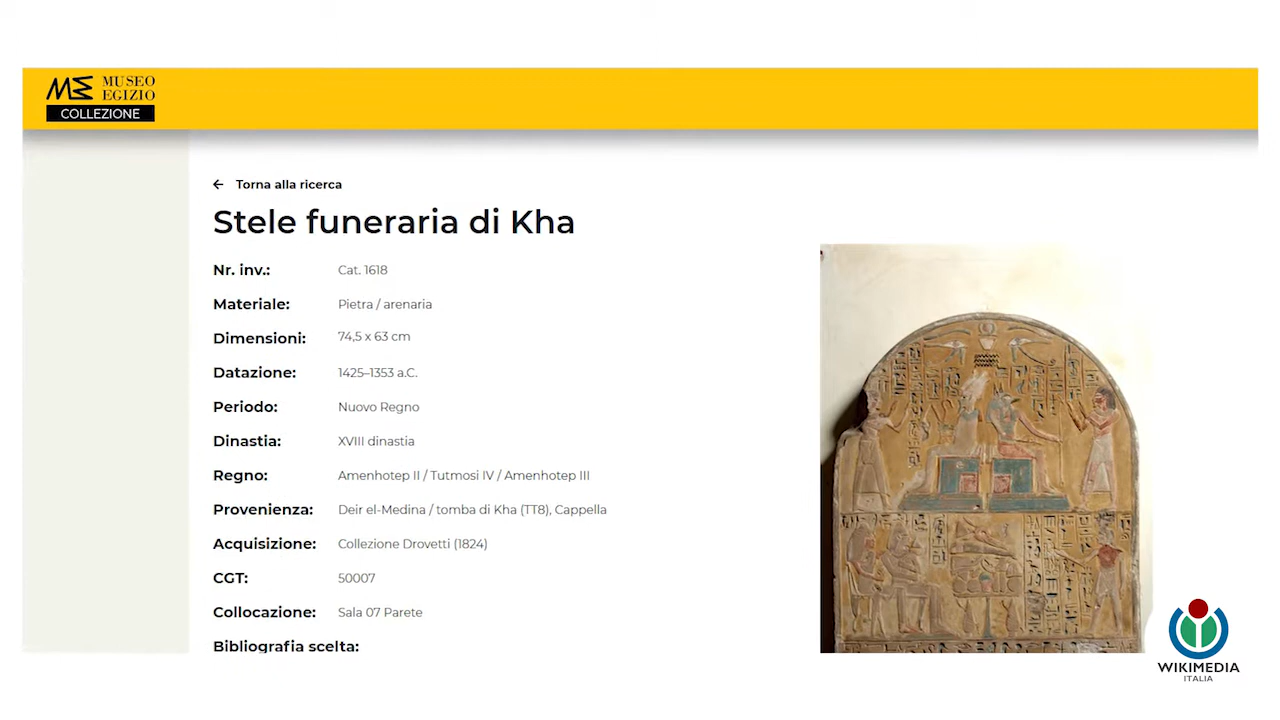 MUSEO
EGIZIO
COLLEZIONE
← Torna alla ricerca
Stele funeraria di Kha
Nr. inv.: Cat. 1618
Materiale: Pietra / arenaria
Dimensioni: 74,5 x 63 cm
Datazione: 1425–1353 a.C.
Periodo: Nuovo Regno
Dinastia: XVIII dinastia
Regno: Amenhotep II / Tutmosi IV / Amenhotep III
Provenienza: Deir el-Medina / tomba di Kha (TT8), Cappella
Acquisizione: Collezione Drovetti (1824)
CGT: 50007
Collocazione: Sala 07 Parete
Bibliografia scelta:
WIKIMEDIA
ITALIA